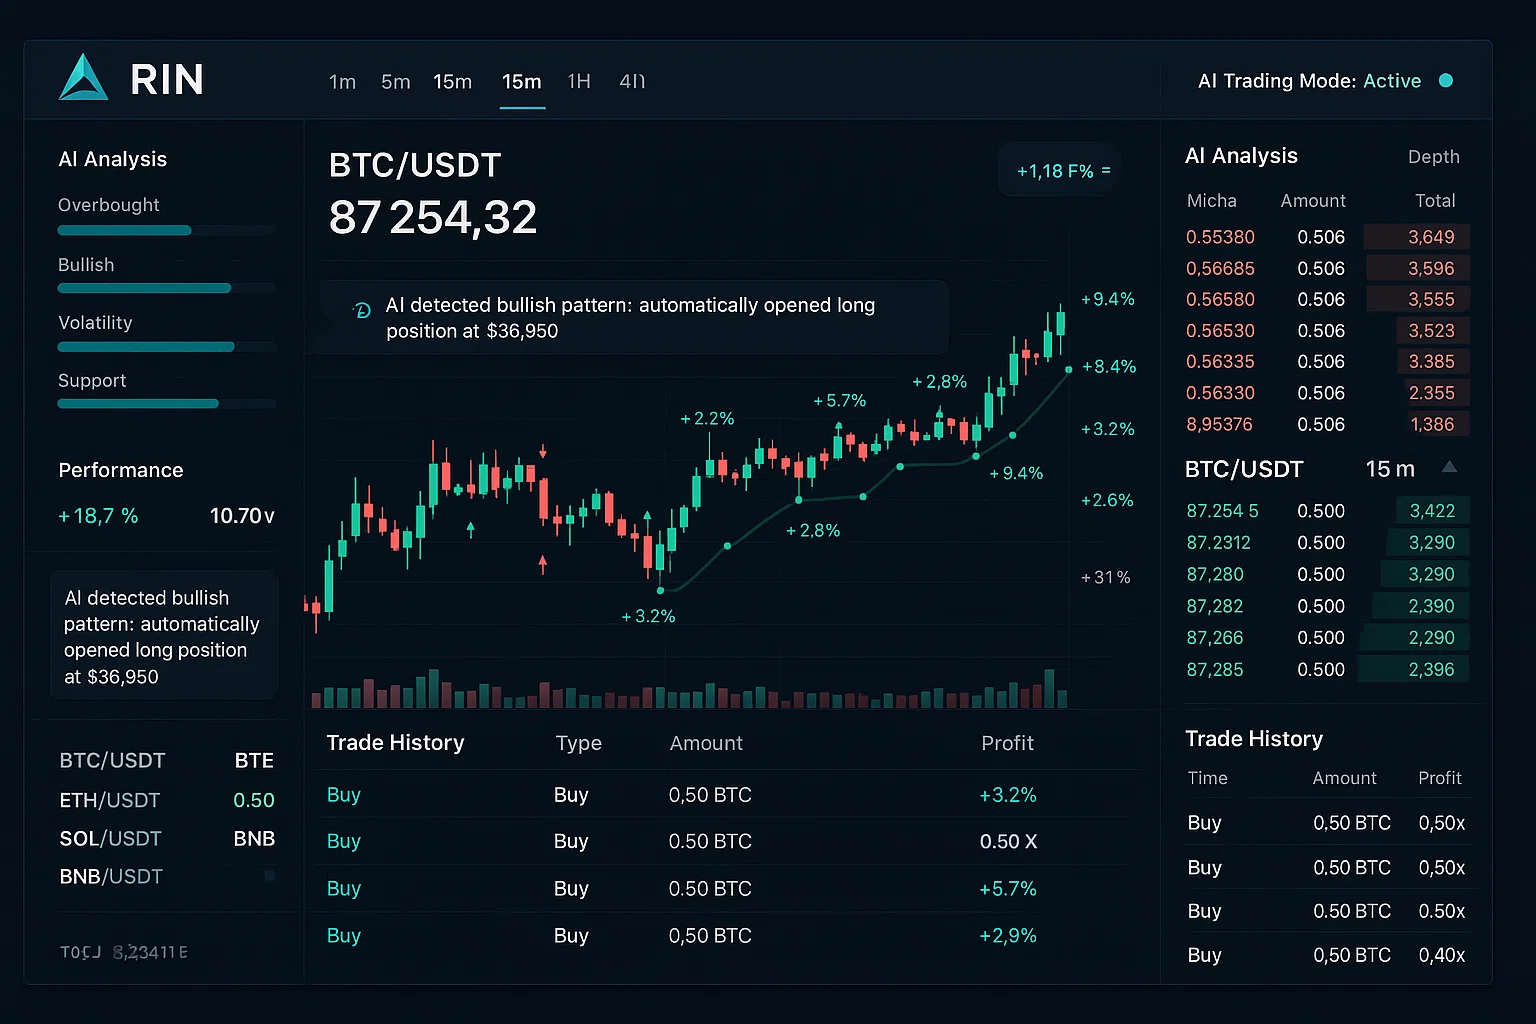 RIN
1m 5m 15m 15m 1H
AI Trading Mode: Active
AI Analysis
Overbought
Bullish
Volatility
Support
Performance
+18,7 % 10.70v
AI detected bullish
pattern: automatically
opened long position
at $36,950
BTC/USDT BTE
ETH/USDT 0.50
SOL/USDT BNB
BNB/USDT
BTC/USDT
87 254,32
+1,18 F% =
AI detected bullish pattern: automatically opened long
position at $36,950
+9.4%
+8.4%
+2,8%
+5.7%
+2.2%
+3.2%
+9.4%
+2.6%
+2,8%
+31%
+3.2%
Trade History Type Amount Profit
Buy Buy 0,50 BTC +3.2%
Buy Buy 0.50 BTC 0.50 X
Buy Buy 0.50 BTC +5.7%
Buy Buy 0,50 BTC +2,9%
AI Analysis Depth
Micha Amount Total
0.55380 0.506 3,649
0,56685 0.506 3,596
0.56580 0.506 3,555
0.56530 0.506 3,523
0.56335 0.506 3.385
0.56330 0.506 2.355
8,95376 0.506 1,386
BTC/USDT 15 m
87.254 5 0.500 3,422
87.2312 0.500 3,290
87,280 0.500 3,290
87,282 0.500 2,390
87,266 0.500 2,290
87,285 0.500 2,396
Trade History
Time Amount Profit
Buy 0,50 BTC 0,50x
Buy 0.50 BTC 0,50x
Buy 0.50 BTC 0.50x
Buy 0,50 BTC 0,40x